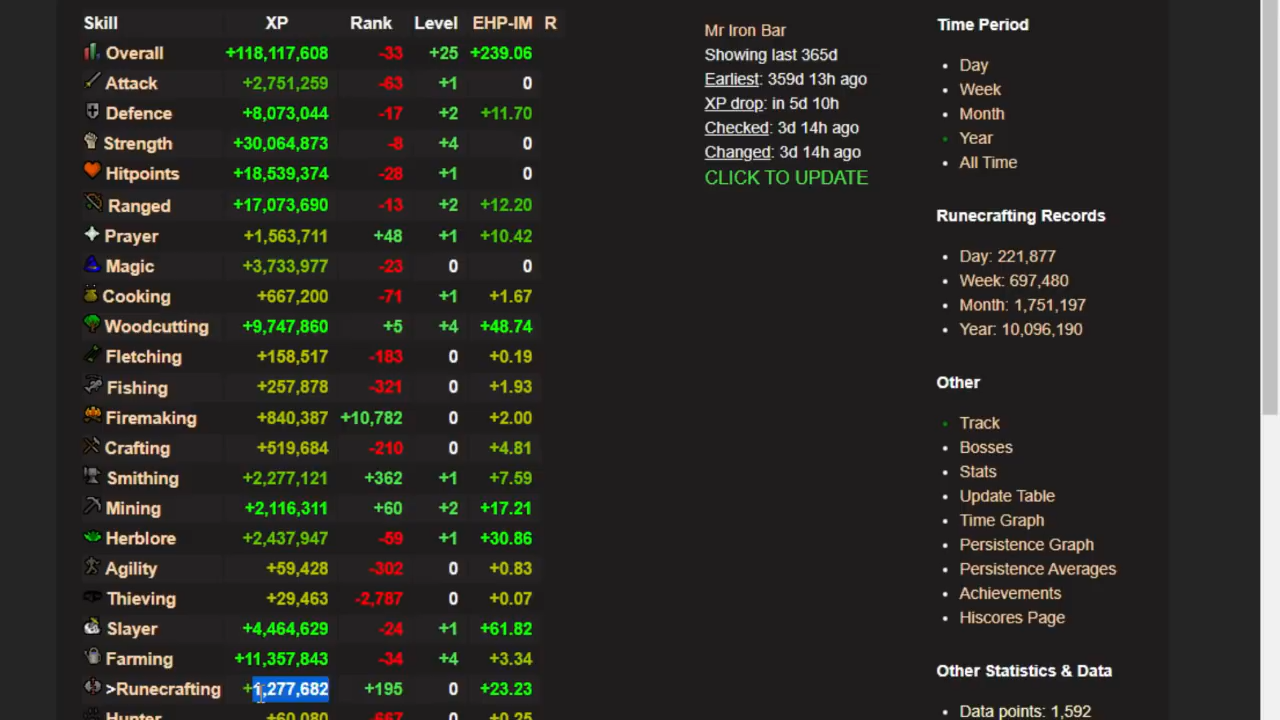 Skill XP Rank Level EHP-IM R
Overall +118,117,608 -33 +25 +239.06
Attack +2,751,259 -63 +1 0
Defence +8,073,044 -17 +2 +11.70
Strength +30,064,873 -8 +4 0
Hitpoints +18,539,374 -28 +1 0
Ranged +17,073,690 -13 +2 +12.20
Prayer +1,563,711 +48 +1 +10.42
Magic +3,733,977 -23 0 0
Cooking +667,200 -71 +1 +1.67
Woodcutting +9,747,860 +5 +4 +48.74
Fletching +158,517 -183 0 +0.19
Fishing +257,878 -321 0 +1.93
Firemaking +840,387 +10,782 0 +2.00
Crafting +519,684 -210 0 +4.81
Smithing +2,277,121 +362 +1 +7.59
Mining +2,116,311 +60 +2 +17.21
Herblore +2,437,947 -59 +1 +30.86
Agility +59,428 -302 0 +0.83
Thieving +29,463 -2,787 0 +0.07
Slayer +4,464,629 -24 +1 +61.82
Farming +11,357,843 -34 +4 +3.34
>Runecrafting +1,277,682 +195 0 +23.23
Hunter +60,080 -667 0 +0.25
Mr Iron Bar
Showing last 365d
Earliest: 359d 13h ago
XP drop: in 5d 10h
Checked: 3d 14h ago
Changed: 3d 14h ago
CLICK TO UPDATE
Time Period
Day
Week
Month
Year
All Time
Runecrafting Records
Day: 221,877
Week: 697,480
Month: 1,751,197
Year: 10,096,190
Other
Track
Bosses
Stats
Update Table
Time Graph
Persistence Graph
Persistence Averages
Achievements
Hiscores Page
Other Statistics & Data
Data points: 1,592